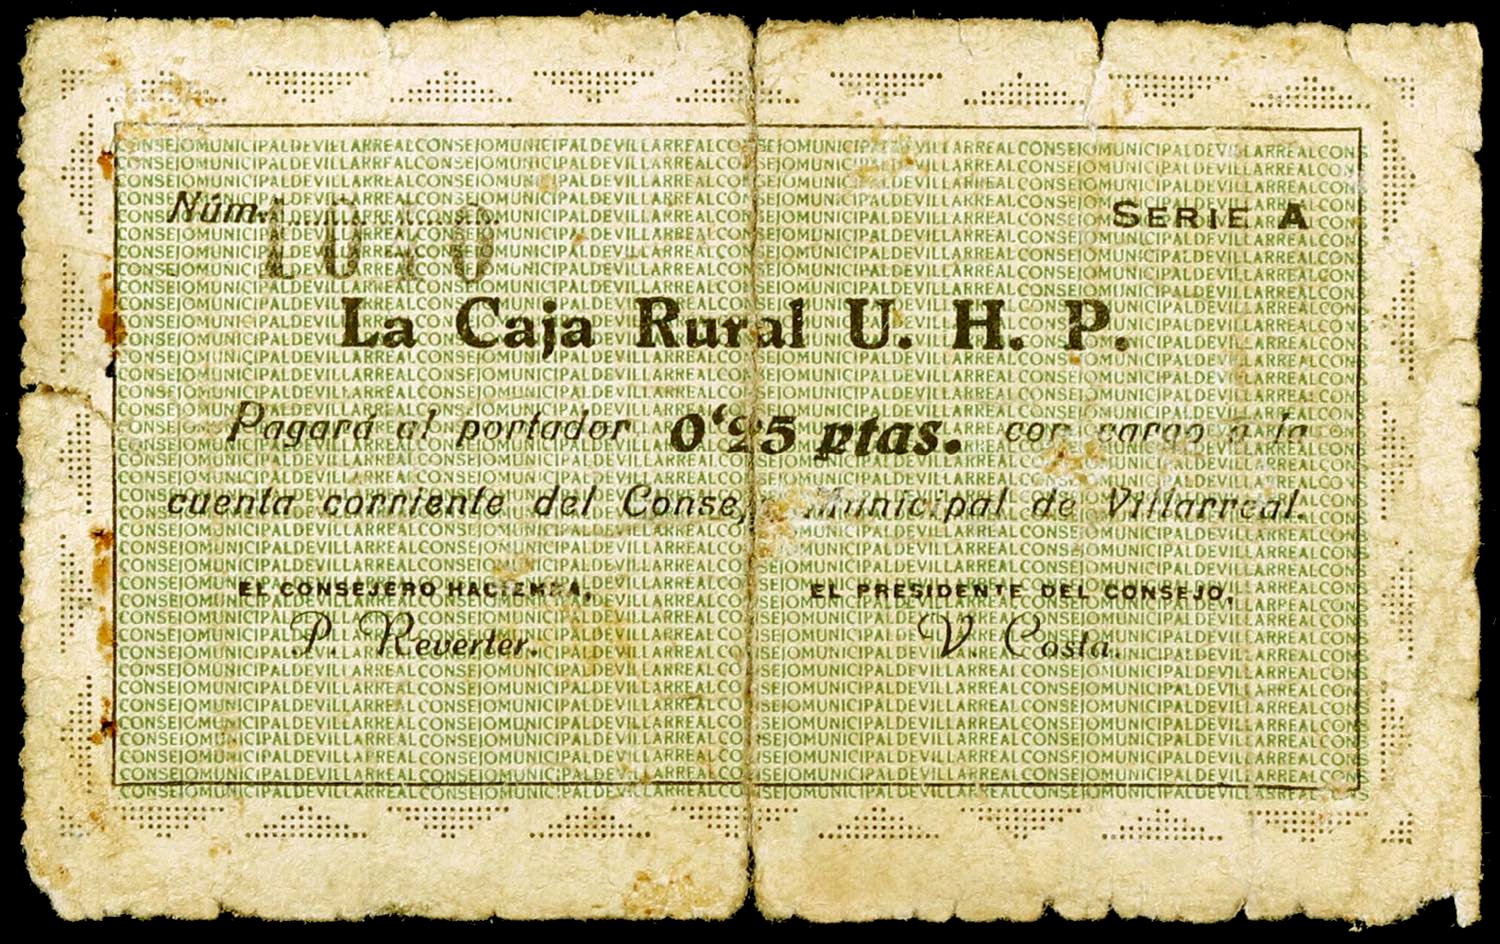 Núm.
SERIE A
La Caja Rural U. H. P.
Pagará al portador 0'25 ptas. con cargo a la
cuenta corriente del Consejo Municipal de Villarreal.
EL CONSEJERO HACIENDA,
EL PRESIDENTE DEL CONSEJO,
P. Reverter.
V. Costa.
CONSEJOMUNICIPALDEVILLARREALCONSEJOMUNICIPALDEVILLARREALCONSEJOMUNICIPALDEVILLARREALCONSEJOMUNICIPALDEVILLARREALCONS